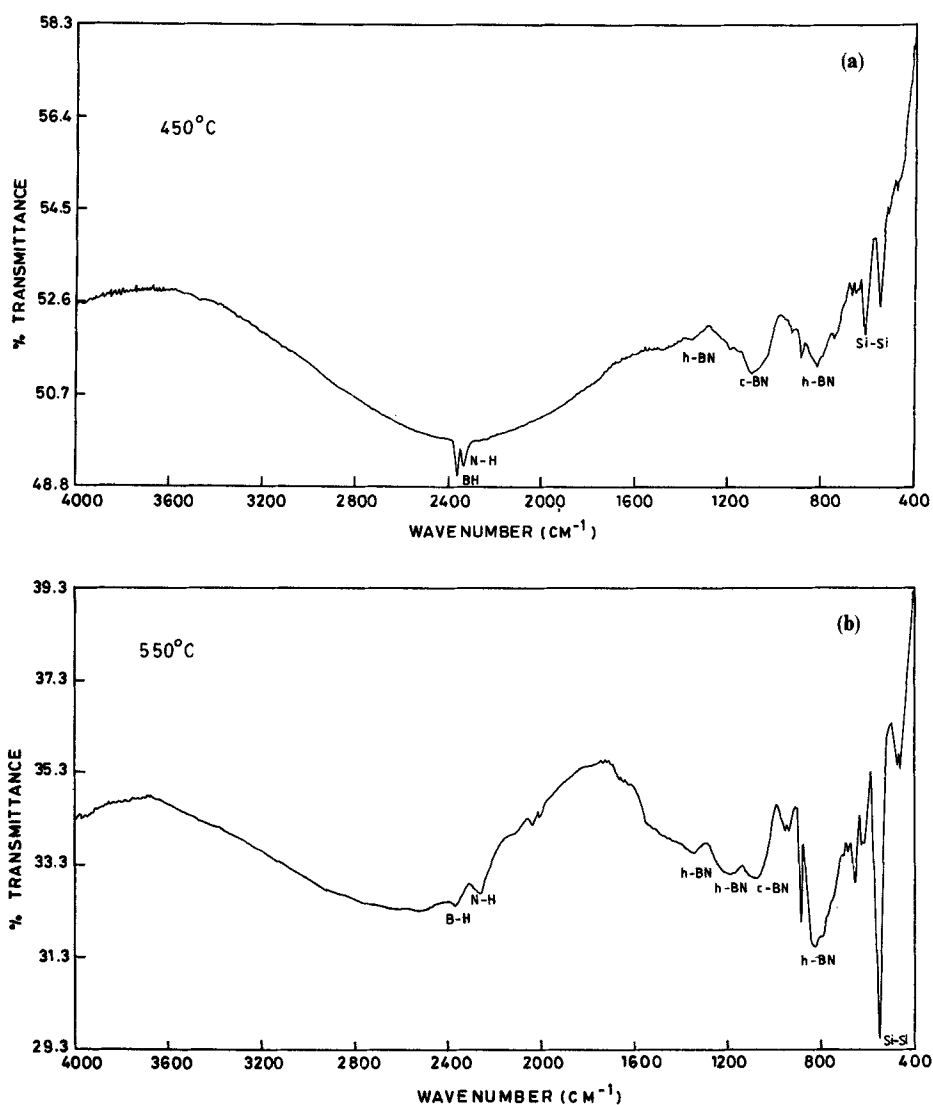 58.3
(a)
450°C
56.4
54.5
52.6
50.7
48.8
% TRANSMITTANCE
h-BN
c-BN
h-BN
Si-Si
N-H
BH
4000 3600 3200 2800 2400 2000 1600 1200 800 400
WAVENUMBER (CM⁻¹)
39.3
(b)
550°C
37.3
35.3
33.3
31.3
29.3
% TRANSMITTANCE
B-H
N-H
h-BN
h-BN
c-BN
h-BN
Si-Si
4000 3600 3200 2800 2400 2000 1600 1200 800 400
WAVENUMBER (CM⁻¹)